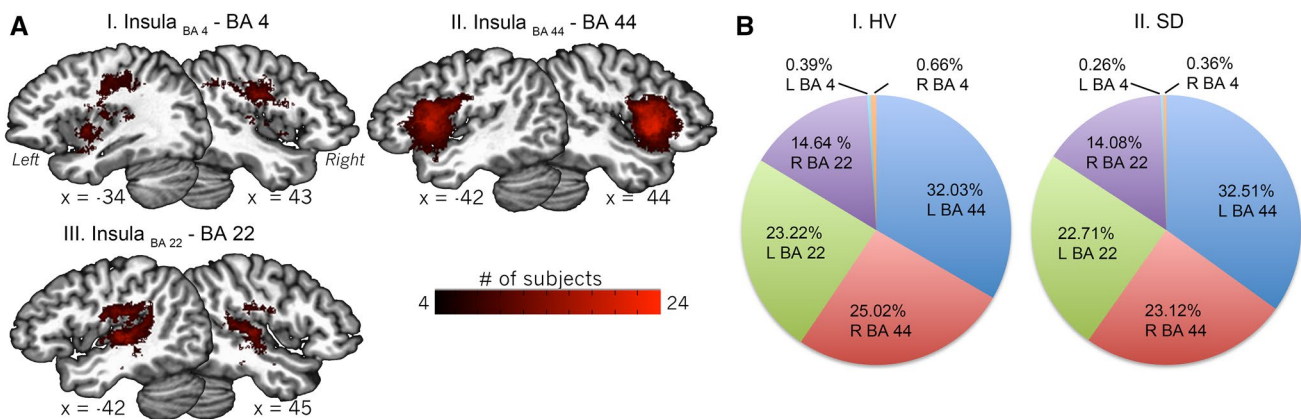 A
I. Insula BA 4 - BA 4
Left
Right
x = -34
x = 43
II. Insula BA 44 - BA 44
x = -42
x = 44
III. Insula BA 22 - BA 22
x = -42
x = 45
# of subjects
4
24
B
I. HV
0.39%
L BA 4
0.66%
R BA 4
14.64 %
R BA 22
32.03%
L BA 44
23.22%
L BA 22
25.02%
R BA 44
II. SD
0.26%
L BA 4
0.36%
R BA 4
14.08%
R BA 22
32.51%
L BA 44
22.71%
L BA 22
23.12%
R BA 44